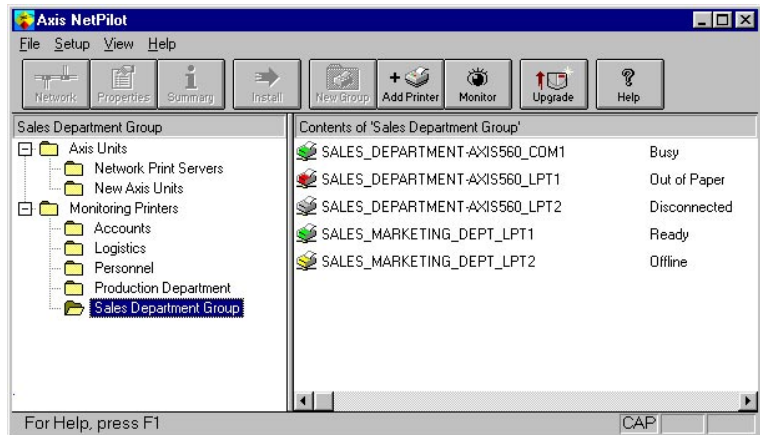 Axis NetPilot
File Setup View Help
Network Properties Summary Install New Group Add Printer Monitor Upgrade Help
Sales Department Group Contents of 'Sales Department Group'
Axis Units
Network Print Servers
New Axis Units
Monitoring Printers
Accounts
Logistics
Personnel
Production Department
Sales Department Group
SALES_DEPARTMENT-AXIS560_COM1 Busy
SALES_DEPARTMENT-AXIS560_LPT1 Out of Paper
SALES_DEPARTMENT-AXIS560_LPT2 Disconnected
SALES_MARKETING_DEPT_LPT1 Ready
SALES_MARKETING_DEPT_LPT2 Offline
For Help, press F1 CAP